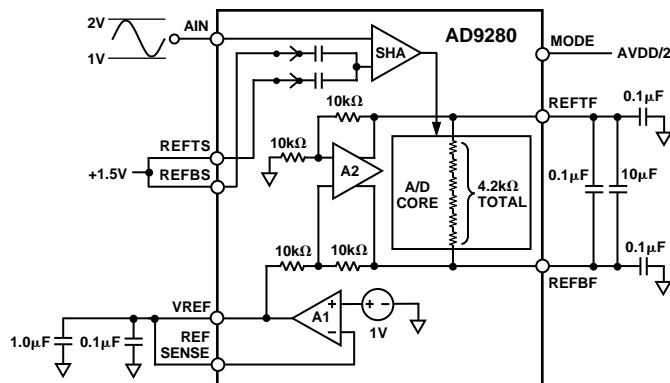 2V
1V
AIN
SHA
AD9280
MODE
AVDD/2
10kΩ
REFTF
0.1µF
10kΩ
REFTS
REFBS
+1.5V
A2
A/D
CORE
4.2kΩ
TOTAL
0.1µF
10µF
10kΩ
10kΩ
0.1µF
REFBF
VREF
A1
+
−
+ −
1V
1.0µF
0.1µF
REF
SENSE